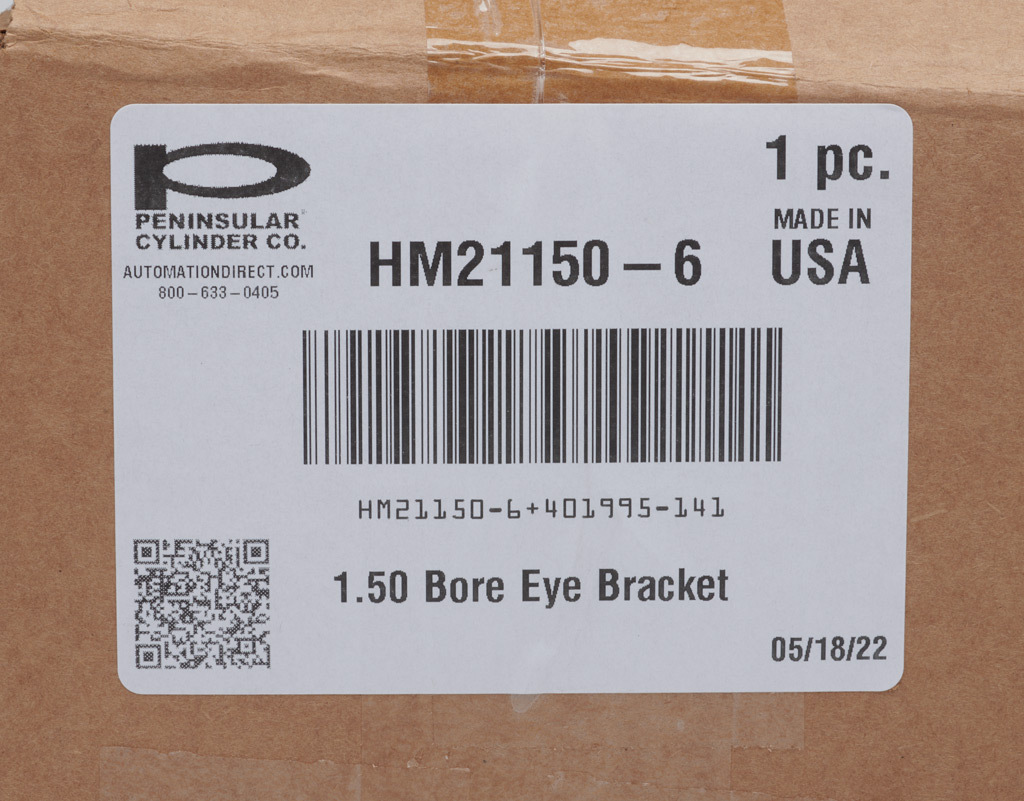 PENINSULAR
CYLINDER CO.
AUTOMATIONDIRECT.COM
800-633-0405
1 pc.
MADE IN
USA
HM21150-6
HM21150-6+401995-141
1.50 Bore Eye Bracket
05/18/22